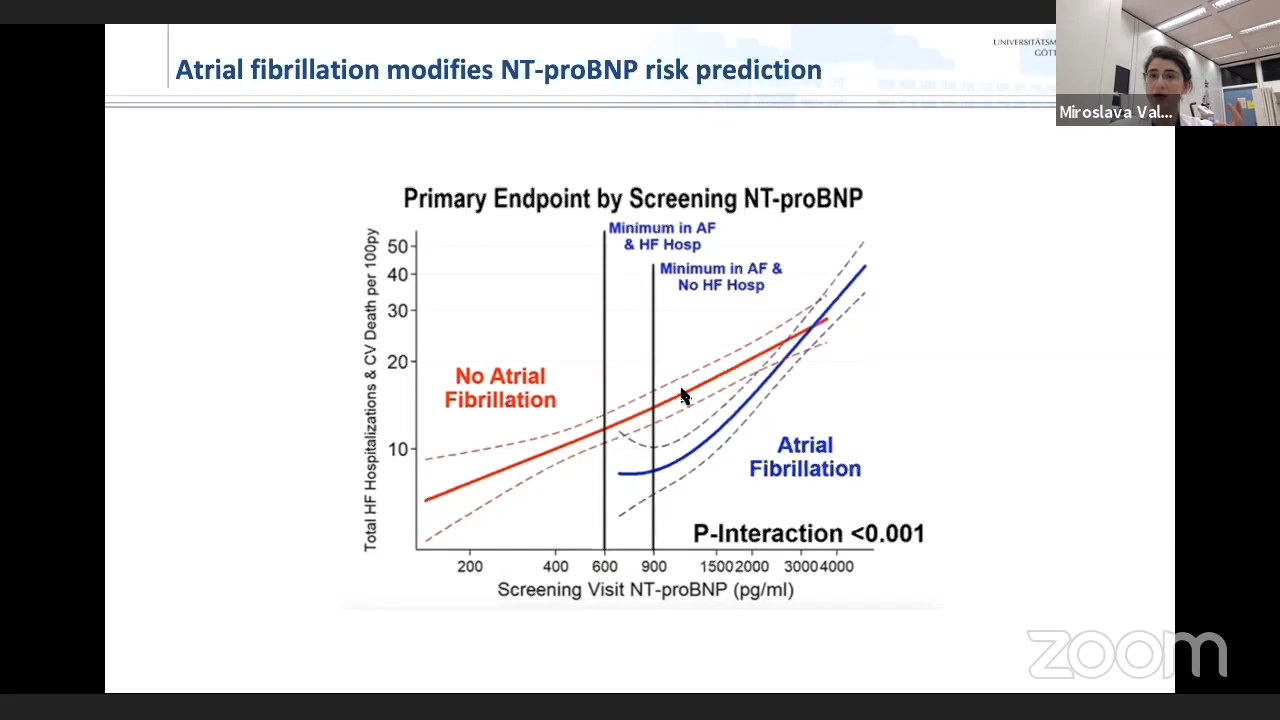 Atrial fibrillation modifies NT-proBNP risk prediction
UNIVERSITÄTSM
GÖTT
Miroslava Val...
Primary Endpoint by Screening NT-proBNP
Total HF Hospitalizations & CV Death per 100py
50
40
30
20
10
Minimum in AF
& HF Hosp
Minimum in AF &
No HF Hosp
No Atrial
Fibrillation
Atrial
Fibrillation
P-Interaction <0.001
200 400 600 900 1500 2000 3000 4000
Screening Visit NT-proBNP (pg/ml)
zoom